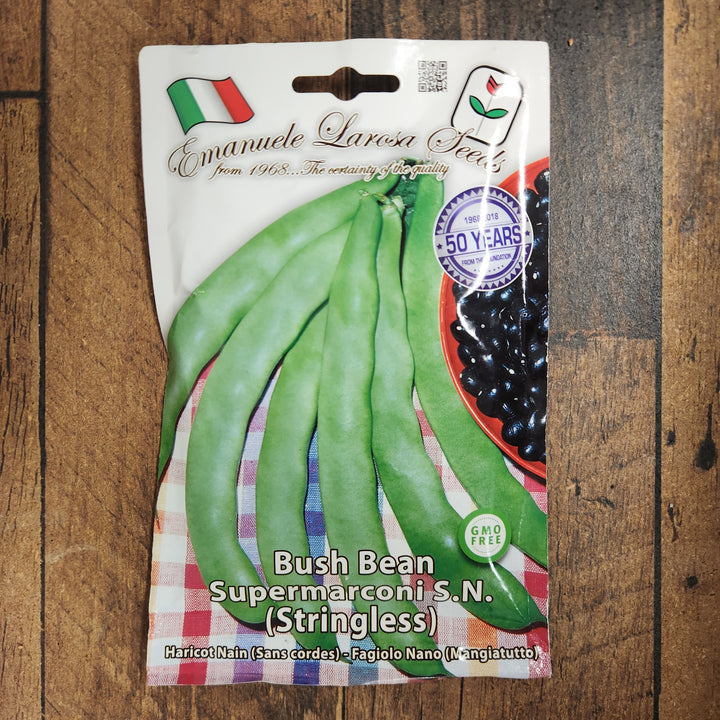 Emanuele Larosa Seeds
from 1968...The certainty of the quality
1968-2018
50 YEARS
FROM THE FOUNDATION
GMO
FREE
Bush Bean
Supermarconi S.N.
(Stringless)
Haricot Nain (Sans cordes) - Fagiolo Nano (Mangiatutto)